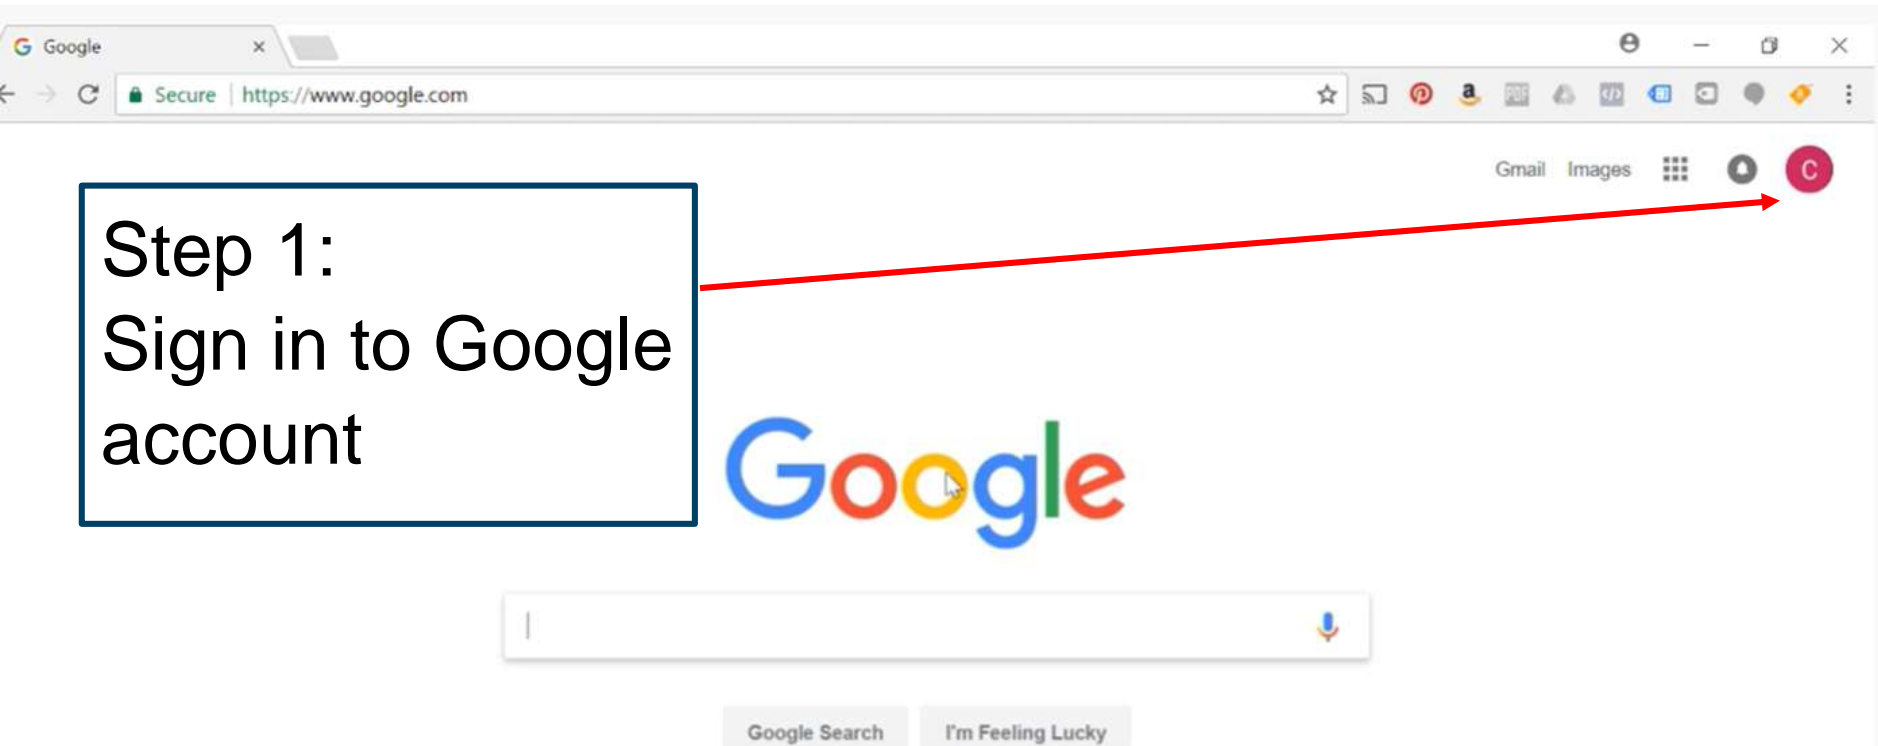 Google
Secure https://www.google.com
Gmail Images
C
Step 1:
Sign in to Google
account
Google
Google Search I'm Feeling Lucky